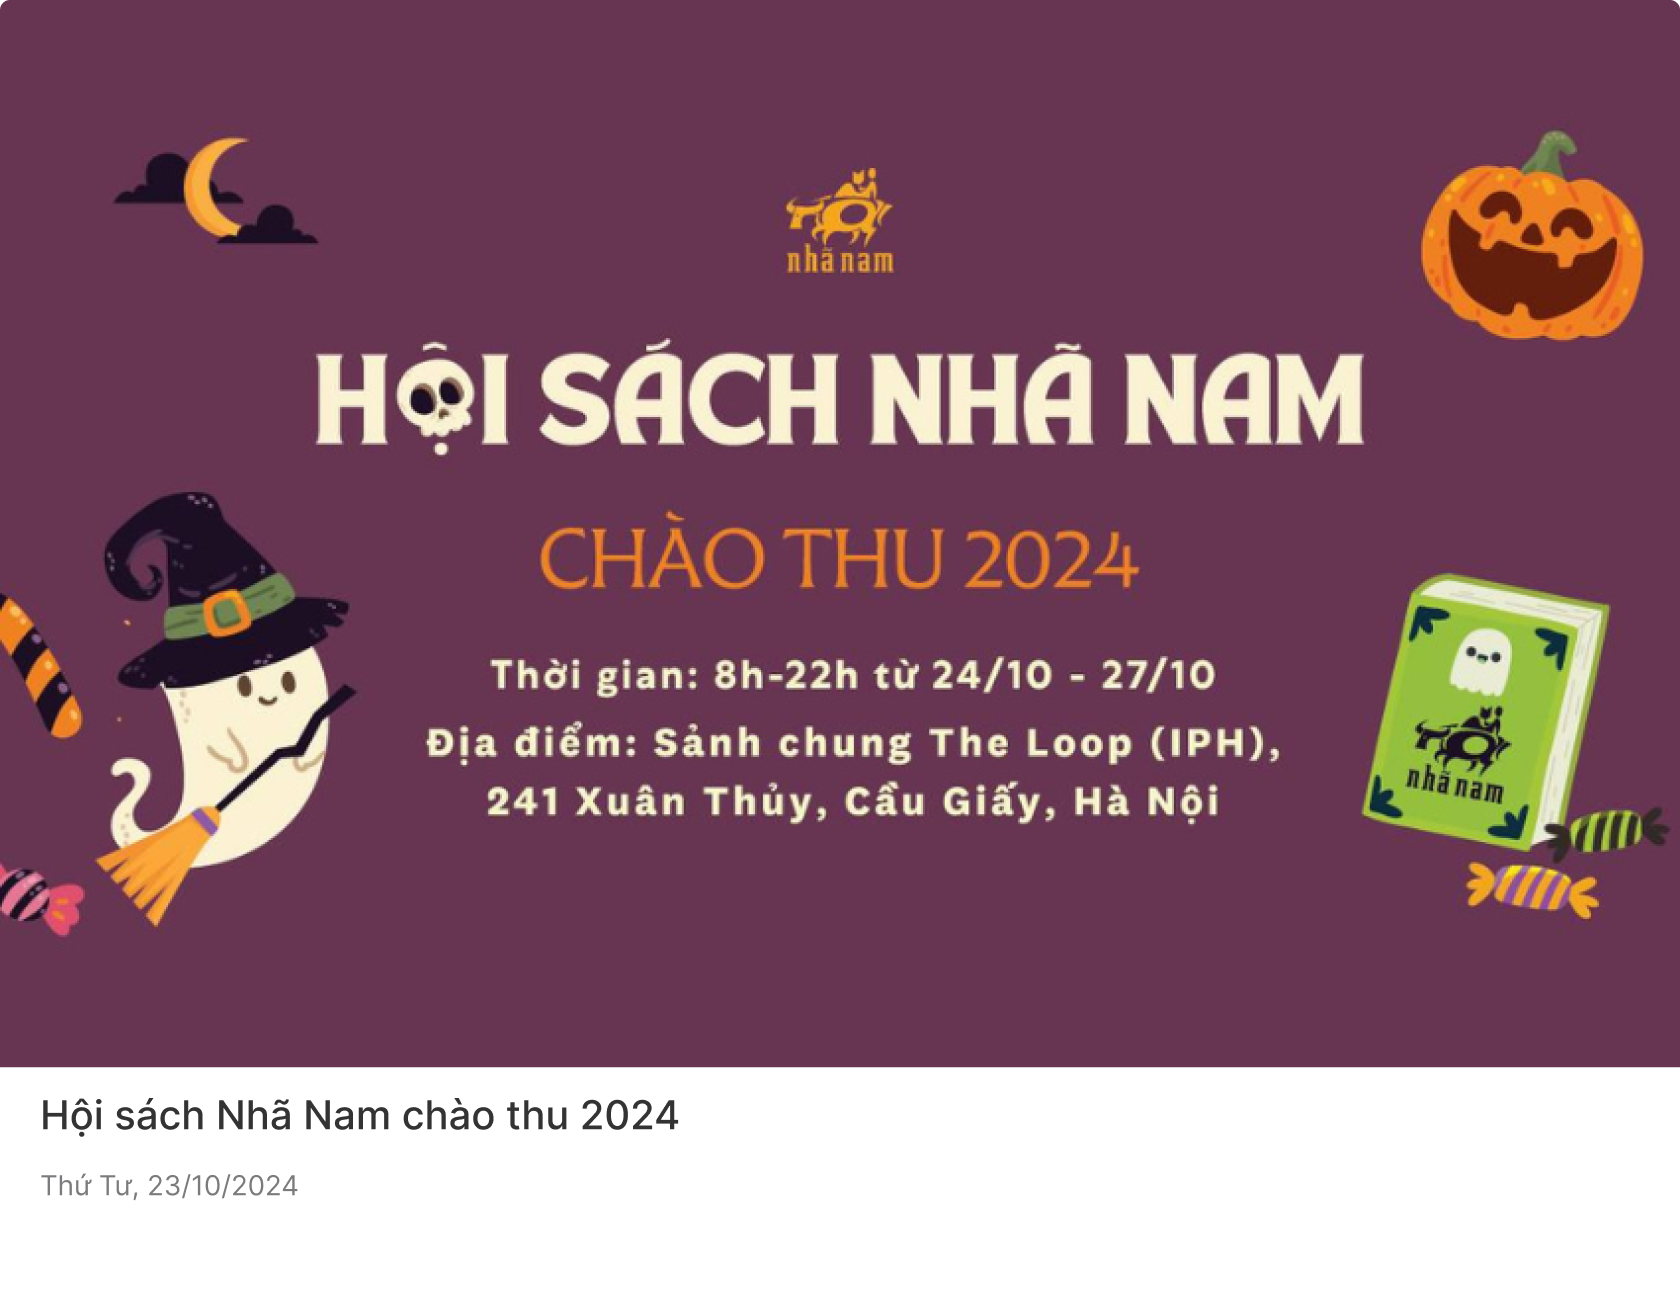 nhã nam
HỘI SÁCH NHÃ NAM
CHÀO THU 2024
Thời gian: 8h-22h từ 24/10 - 27/10
Địa điểm: Sảnh chung The Loop (IPH),
241 Xuân Thủy, Cầu Giấy, Hà Nội
nhã nam
Hội sách Nhã Nam chào thu 2024
Thứ Tư, 23/10/2024